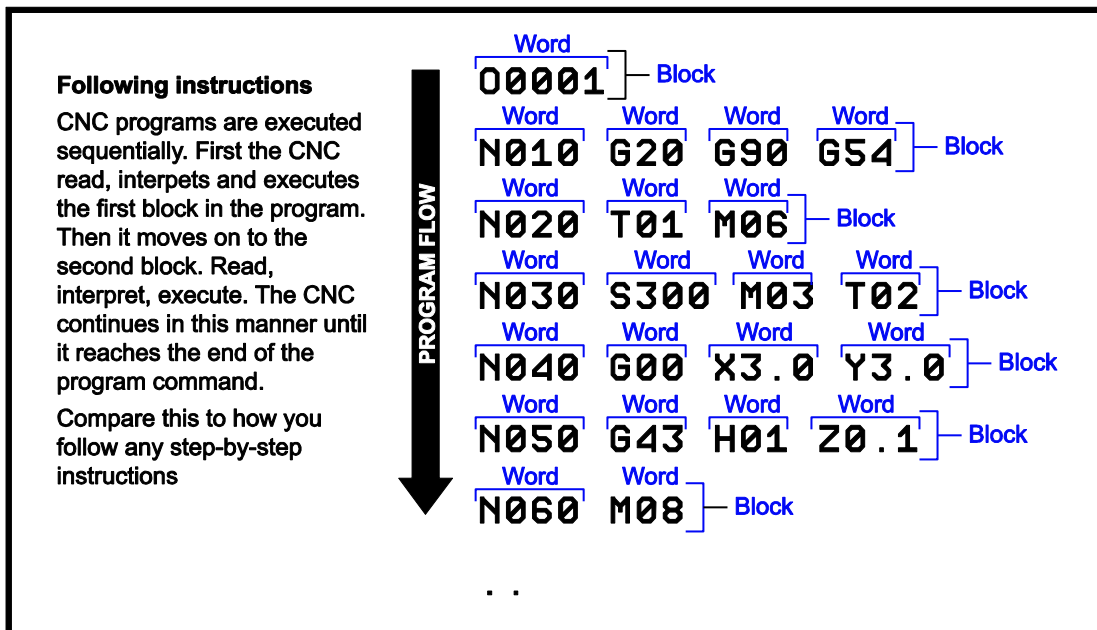 Following instructions
CNC programs are executed
sequentially. First the CNC
read, interpets and executes
the first block in the program.
Then it moves on to the
second block. Read,
interpret, execute. The CNC
continues in this manner until
it reaches the end of the
program command.
Compare this to how you
follow any step-by-step
instructions
PROGRAM FLOW
Word
O0001 Block
Word Word Word Word
N010 G20 G90 G54 Block
Word Word Word
N020 T01 M06 Block
Word Word Word Word
N030 S300 M03 T02 Block
Word Word Word Word
N040 G00 X3.0 Y3.0 Block
Word Word Word Word
N050 G43 H01 Z0.1 Block
Word Word
N060 M08 Block
. .